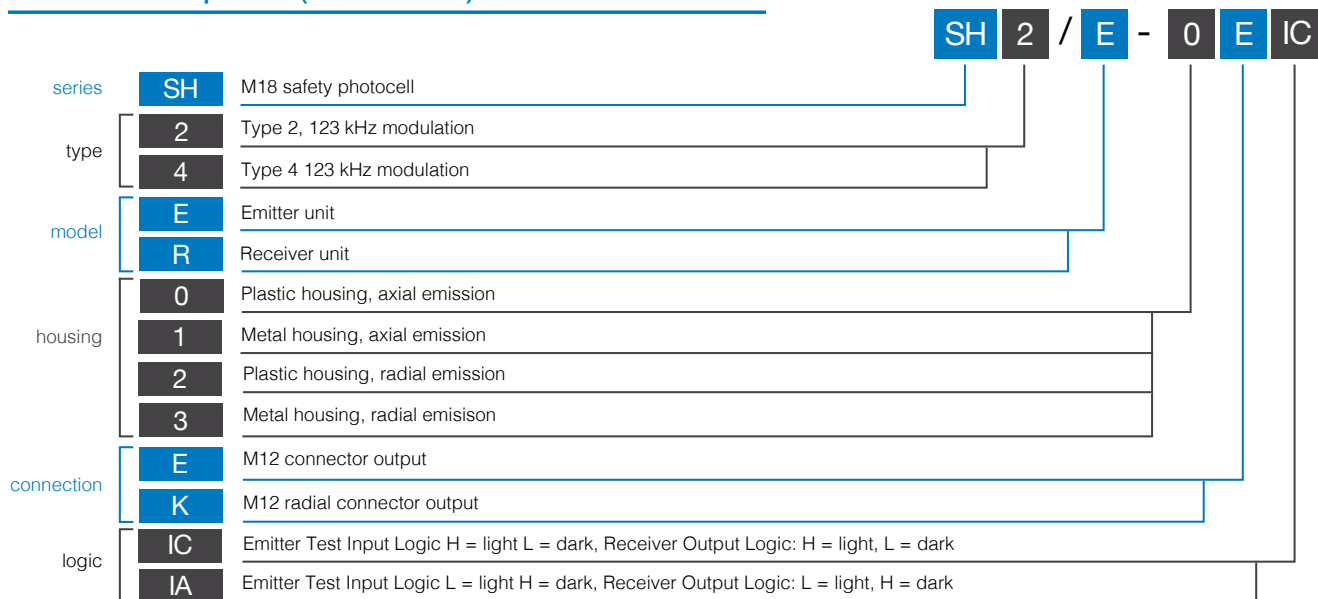 SH 2 / E - 0 E IC
series SH M18 safety photocell
type
2 Type 2, 123 kHz modulation
4 Type 4 123 kHz modulation
model
E Emitter unit
R Receiver unit
housing
0 Plastic housing, axial emission
1 Metal housing, axial emission
2 Plastic housing, radial emission
3 Metal housing, radial emisison
connection
E M12 connector output
K M12 radial connector output
logic
IC Emitter Test Input Logic H = light L = dark, Receiver Output Logic: H = light, L = dark
IA Emitter Test Input Logic L = light H = dark, Receiver Output Logic: L = light, H = dark